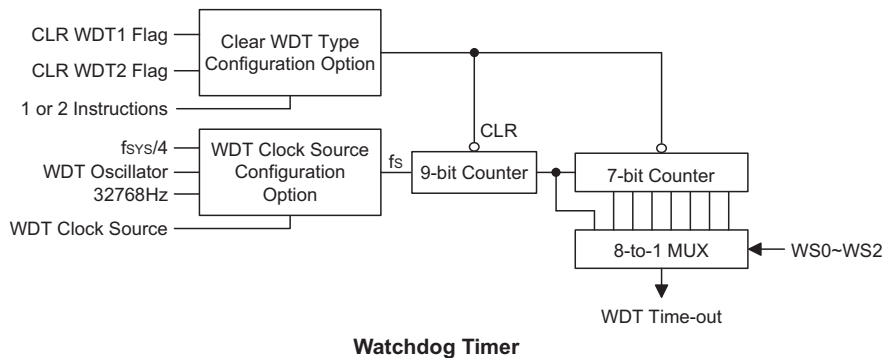 CLR WDT1 Flag
CLR WDT2 Flag
1 or 2 Instructions
Clear WDT Type
Configuration Option
fSYS/4
WDT Oscillator
32768Hz
WDT Clock Source
WDT Clock Source
Configuration
Option
fS
CLR
9-bit Counter
7-bit Counter
8-to-1 MUX
WS0~WS2
WDT Time-out
Watchdog Timer